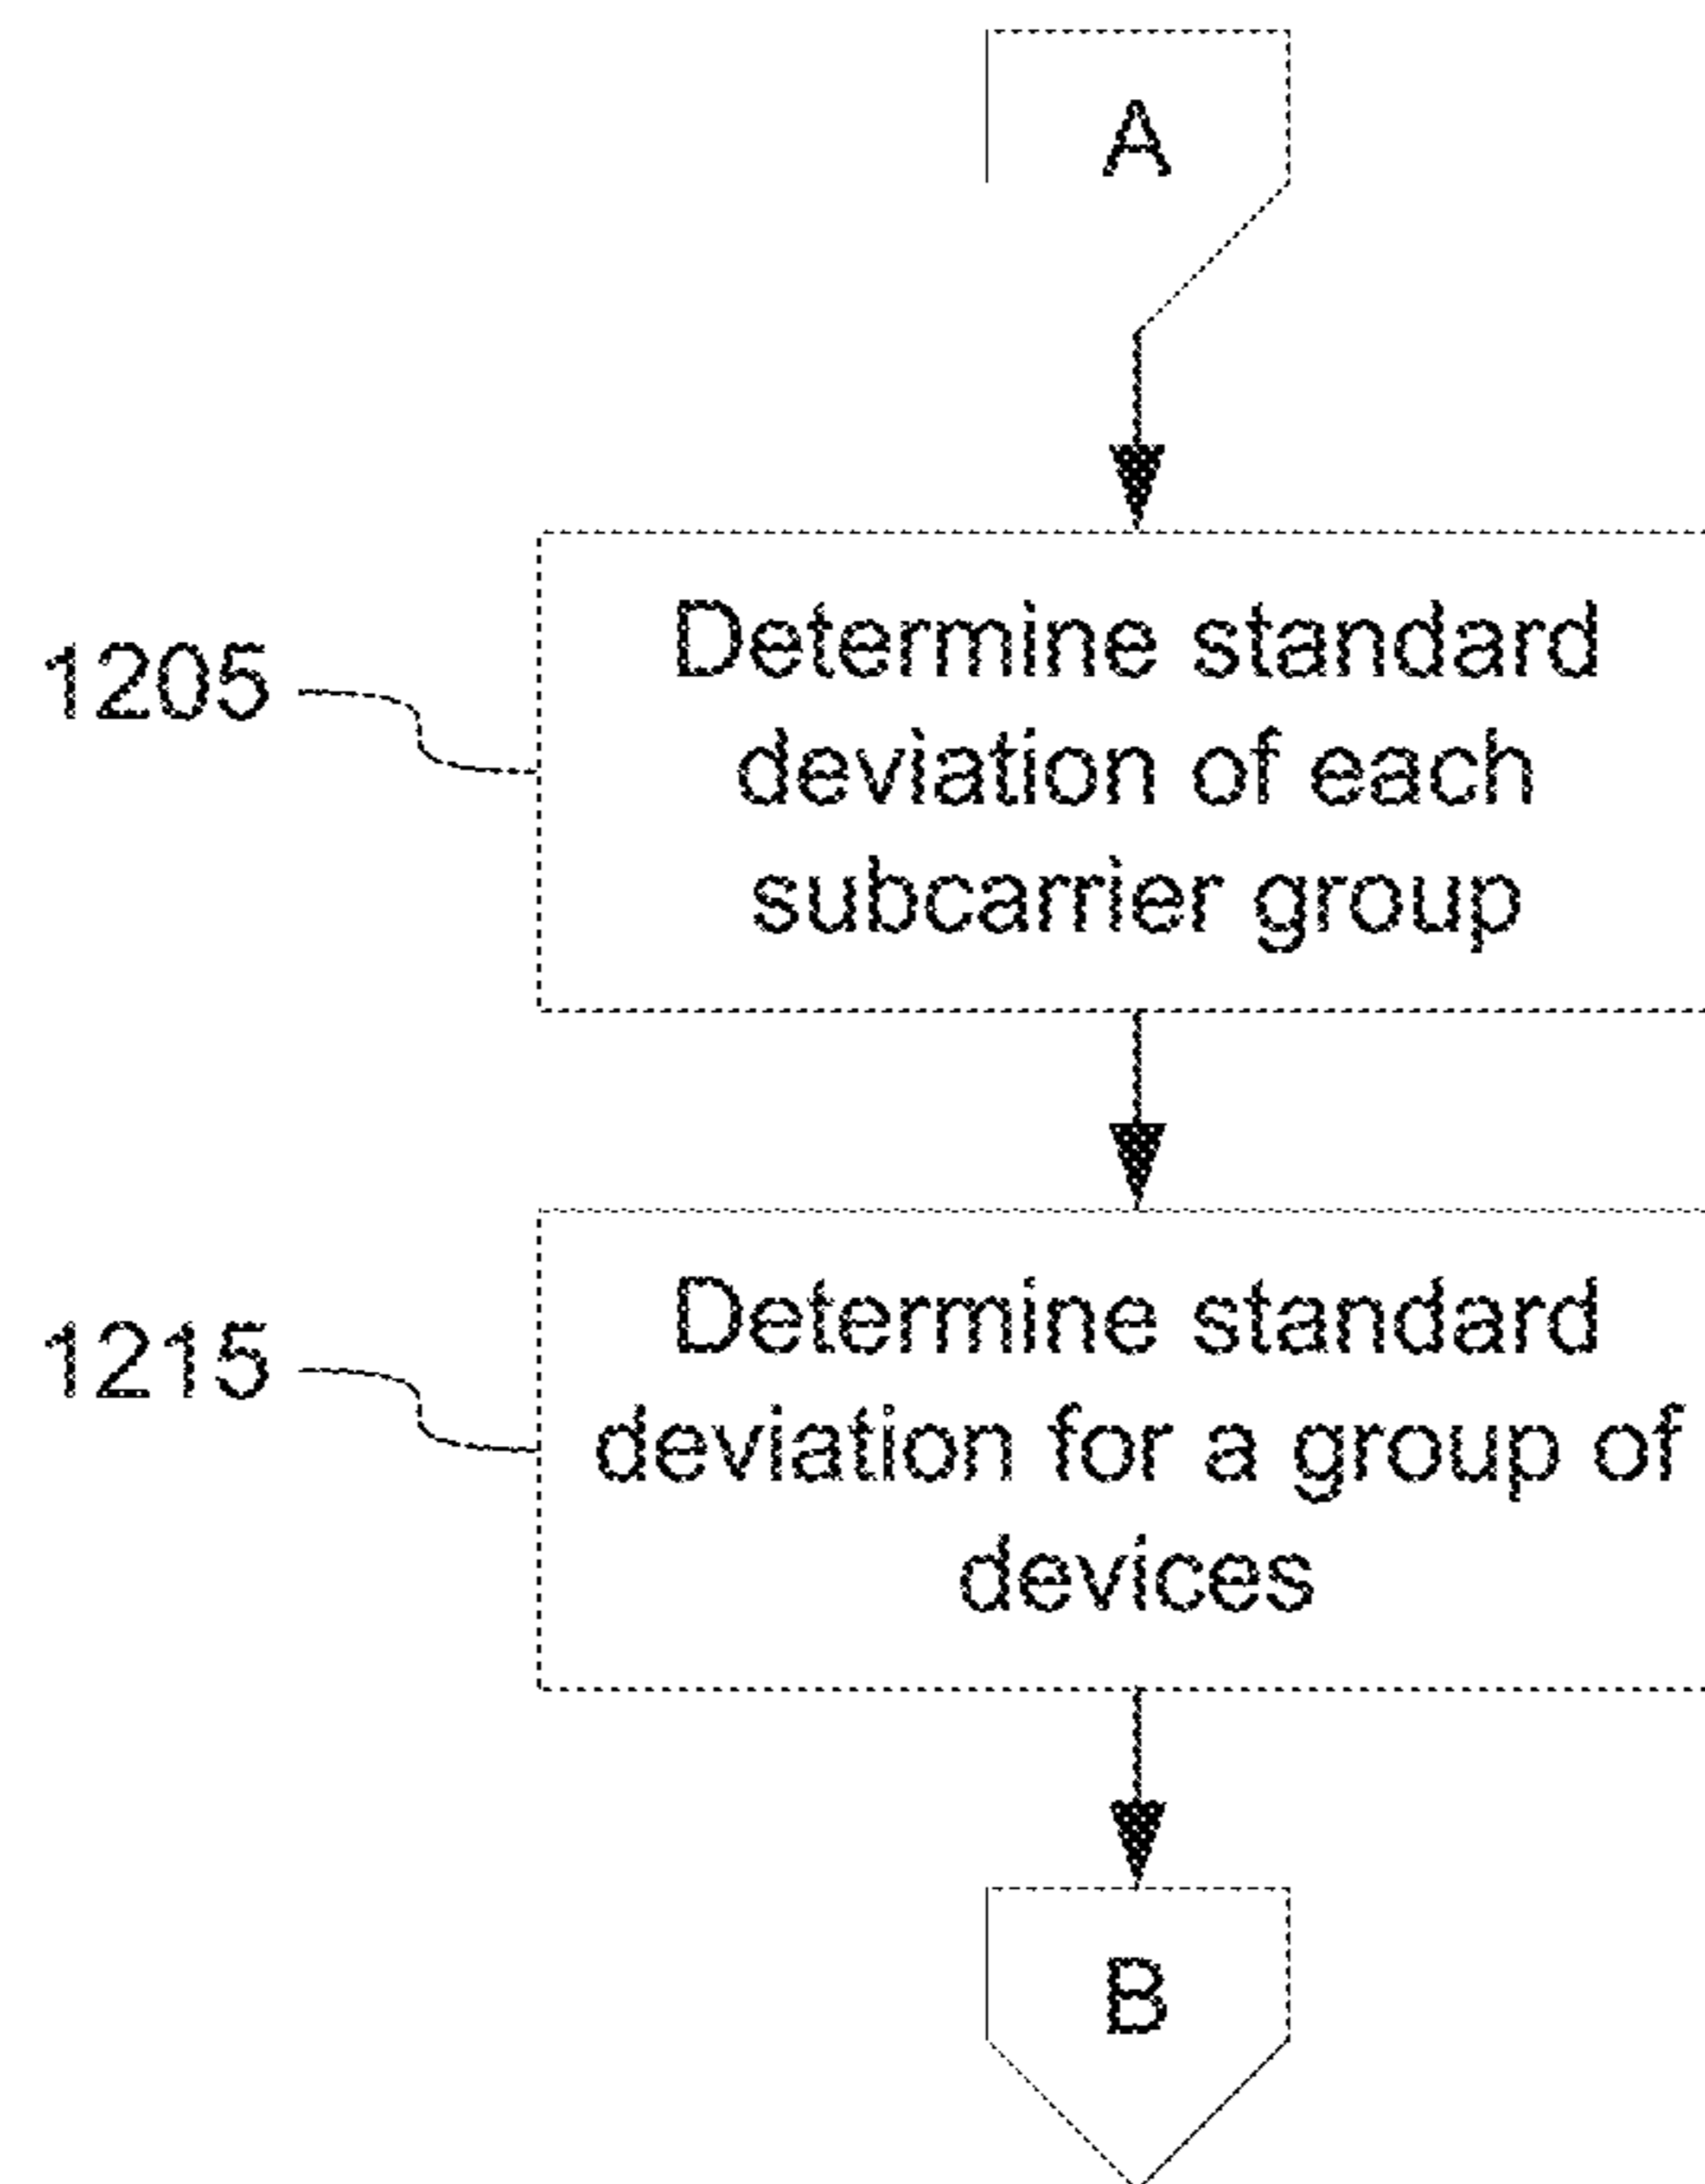 A
1205
Determine standard
deviation of each
subcarrier group
1215
Determine standard
deviation for a group of
devices
B